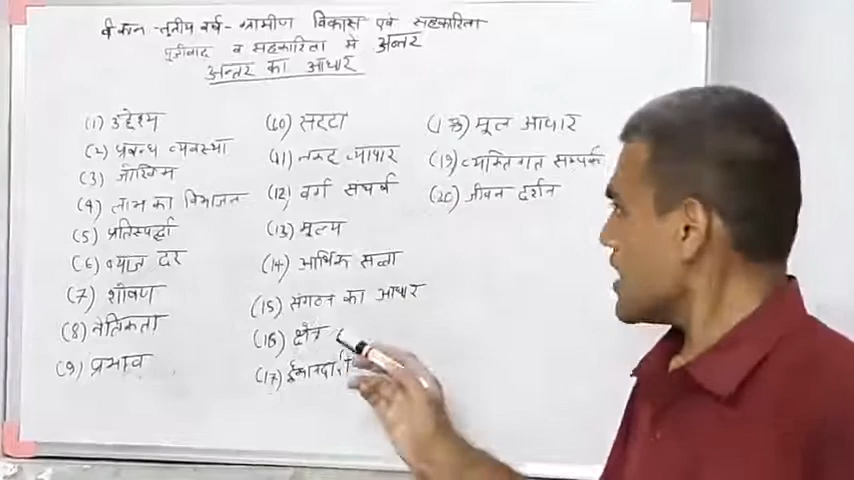 बी कॉम - तृतीय वर्ष - ग्रामीण विकास एवं सहकारिता
पूंजीवाद व सहकारिता मे अन्तर
अन्तर का आधार
(1) उद्देश्य
(2) प्रबन्ध व्यवस्था
(3) जोखिम
(4) लाभ का विभाजन
(5) प्रतिस्पर्द्धा
(6) ब्याज दर
(7) शोषण
(8) नैतिकता
(9) प्रभाव
(10) सट्टा
(11) नकद व्यापार
(12) वर्ग संघर्ष
(13) मूल्य
(14) आर्थिक सत्ता
(15) संगठन का आधार
(16) क्षेत्र
(17) ईमानदारी
(18) मूल आधार
(19) व्यक्तिगत सम्पर्क
(20) जीवन दर्शन